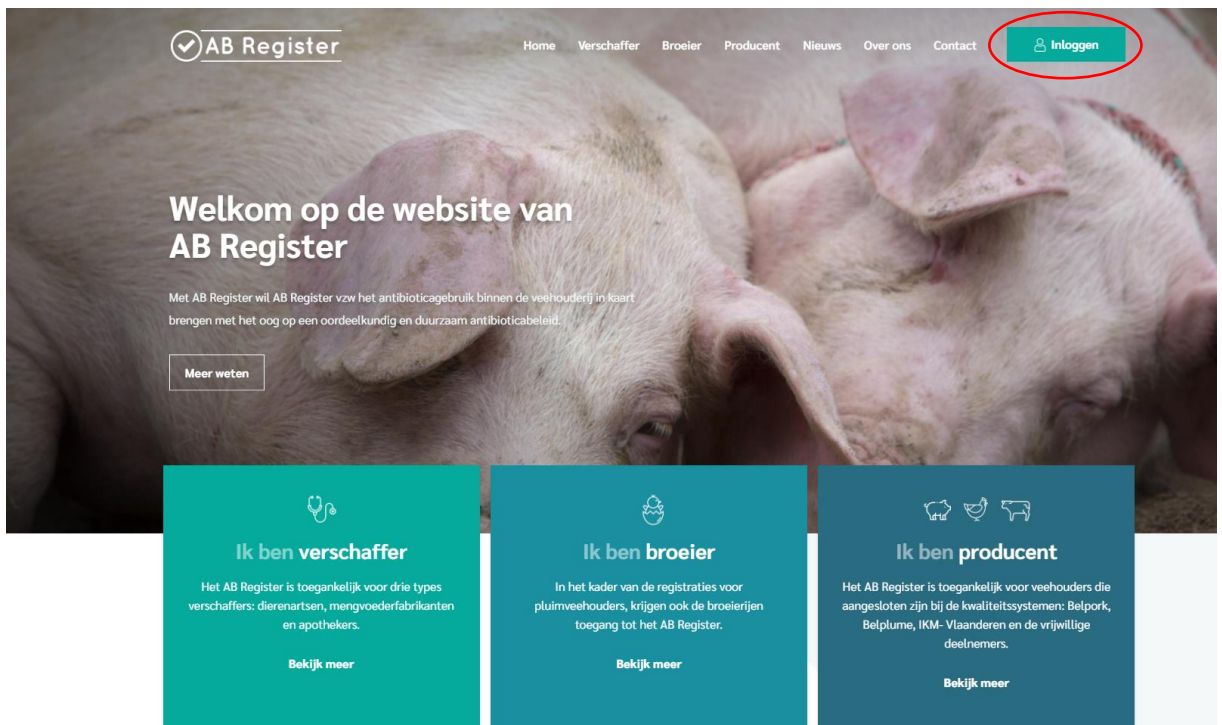 AB Register
Home Verschaffer Broeier Producent Nieuws Over ons Contact Inloggen
Welkom op de website van
AB Register
Met AB Register wil AB Register vzw het antibioticagebruik binnen de veehouderij in kaart
brengen met het oog op een oordeelkundig en duurzaam antibioticabeleid.
Meer weten
Ik ben verschaffer
Het AB Register is toegankelijk voor drie types
verschaffers: dierenartsen, mengvoederfabrikanten
en apothekers.
Bekijk meer
Ik ben broeier
In het kader van de registraties voor
pluimveehouders, krijgen ook de broeierijen
toegang tot het AB Register.
Bekijk meer
Ik ben producent
Het AB Register is toegankelijk voor veehouders die
aangesloten zijn bij de kwaliteitssystemen: Belpork,
Belplume, IKM- Vlaanderen en de vrijwillige
deelnemers.
Bekijk meer